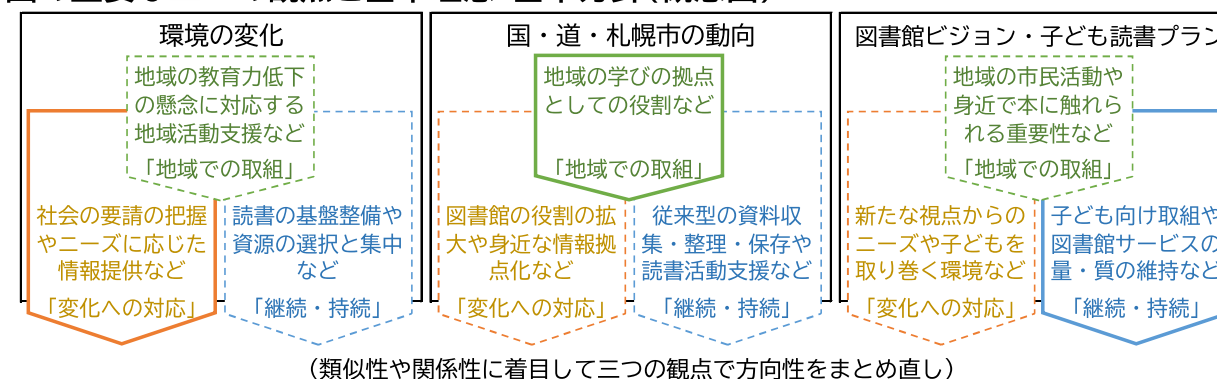 環境の変化
地域の教育力低下
の懸念に対応する
地域活動支援など
「地域での取組」
社会の要請の把握
やニーズに応じた
情報提供など
「変化への対応」
読書の基盤整備や
資源の選択と集中
など
「継続・持続」
国・道・札幌市の動向
地域の学びの拠点
としての役割など
「地域での取組」
図書館の役割の拡
大や身近な情報拠
点化など
「変化への対応」
従来型の資料収
集・整理・保存や
読書活動支援など
「継続・持続」
図書館ビジョン・子ども読書プラン
地域の市民活動や
身近で本に触れら
れる重要性など
「地域での取組」
新たな視点からの
ニーズや子どもを
取り巻く環境など
「変化への対応」
子ども向け取組や
図書館サービスの
量・質の維持など
「継続・持続」
（類似性や関係性に着目して三つの観点で方向性をまとめ直し）